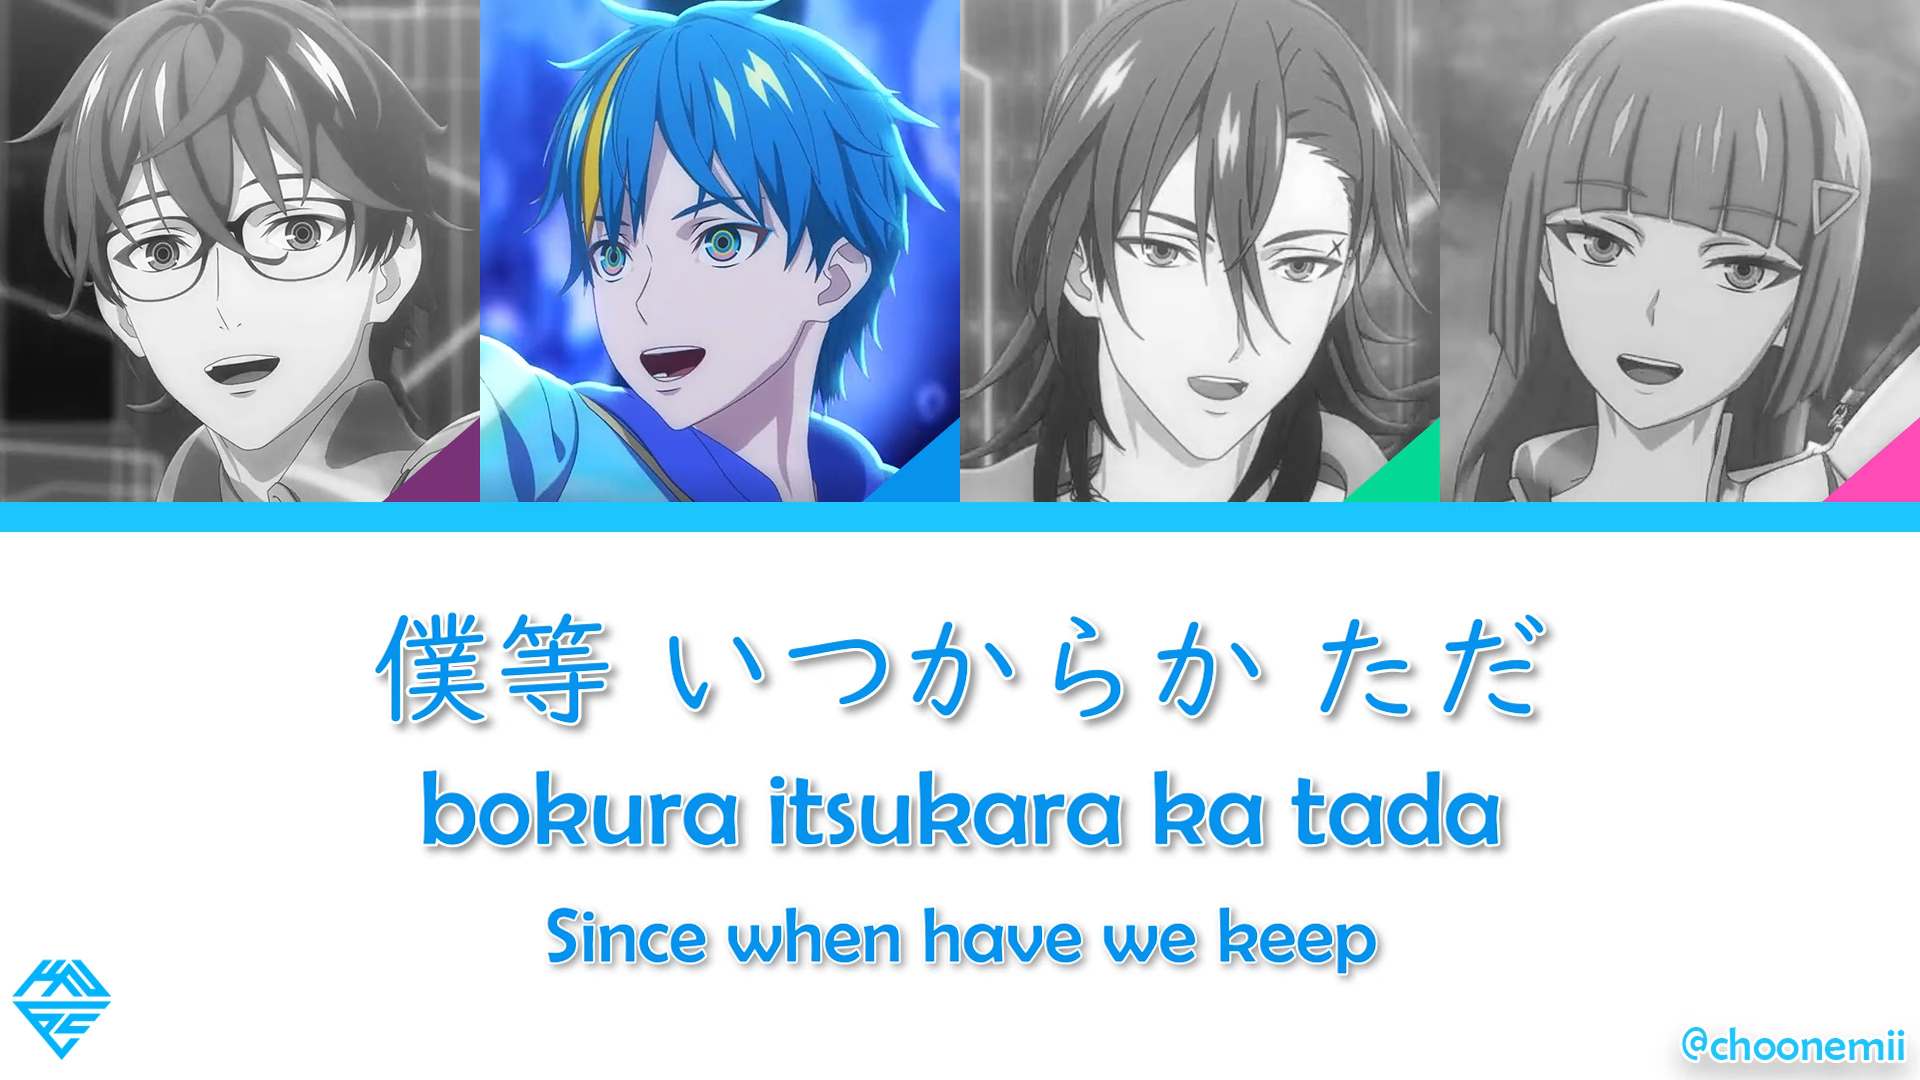 僕等 いつからか ただ
bokura itsukara ka tada
Since when have we keep
@choonemii